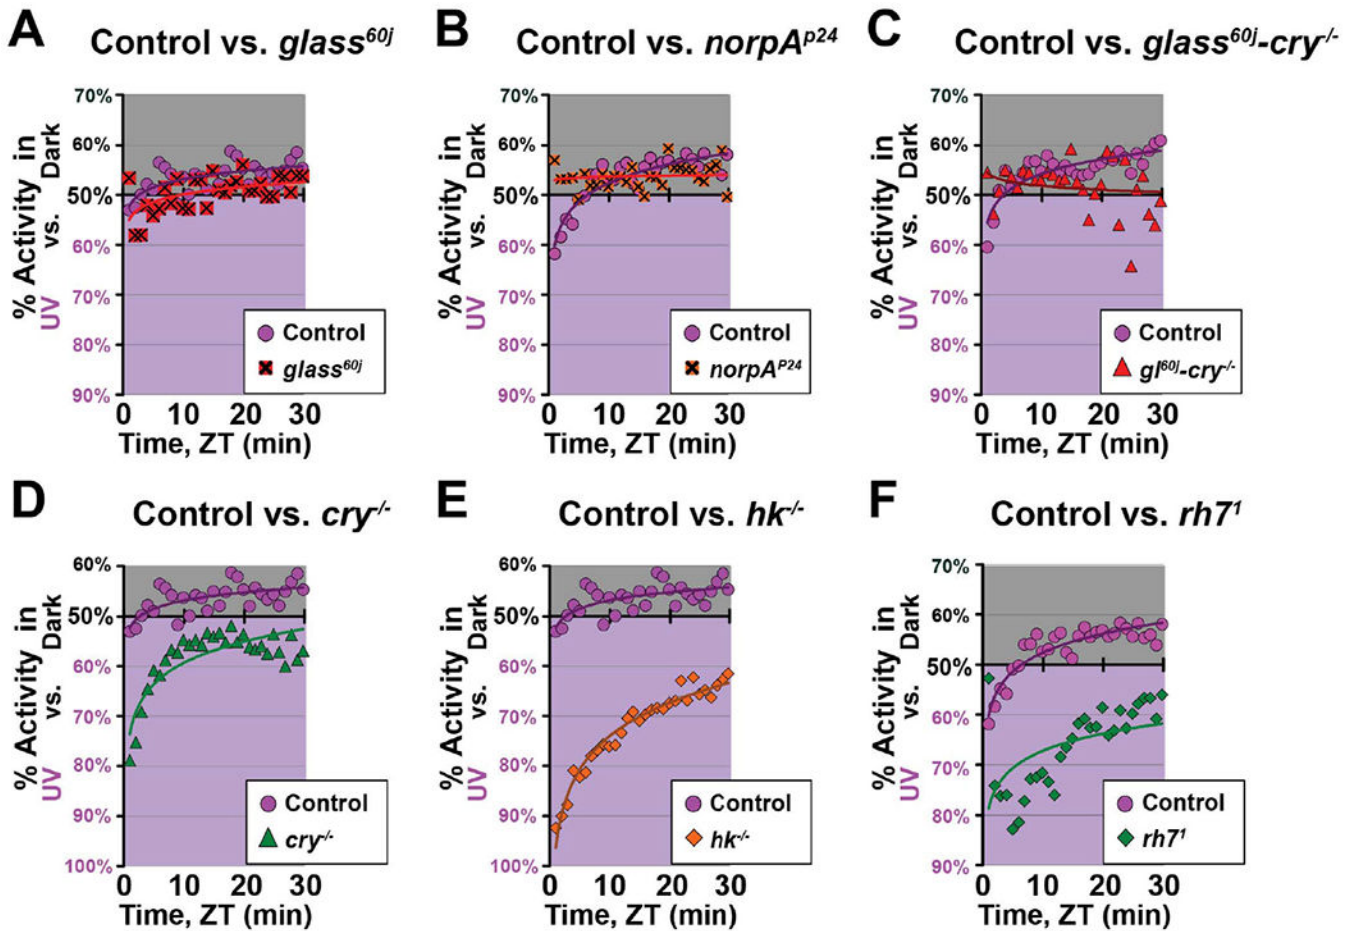 A Control vs. glass60j
% Activity in
UV vs. Dark
70%
60%
50%
60%
70%
80%
90%
Control
glass60j
0 10 20 30
Time, ZT (min)
B Control vs. norpAp24
% Activity in
UV vs. Dark
70%
60%
50%
60%
70%
80%
90%
Control
norpAP24
0 10 20 30
Time, ZT (min)
C Control vs. glass60j-cry-/-
% Activity in
UV vs. Dark
70%
60%
50%
60%
70%
80%
90%
Control
gl60j-cry-/-
0 10 20 30
Time, ZT (min)
D Control vs. cry-/-
% Activity in
UV vs. Dark
60%
50%
60%
70%
80%
90%
100%
Control
cry-/-
0 10 20 30
Time, ZT (min)
E Control vs. hk-/-
% Activity in
UV vs. Dark
60%
50%
60%
70%
80%
90%
100%
Control
hk-/-
0 10 20 30
Time, ZT (min)
F Control vs. rh71
% Activity in
UV vs. Dark
70%
60%
50%
60%
70%
80%
90%
Control
rh71
0 10 20 30
Time, ZT (min)